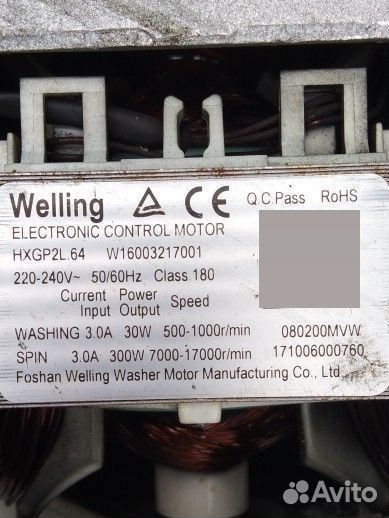 Welling CE Q.C.Pass RoHS
ELECTRONIC CONTROL MOTOR
HXGP2L.64 W16003217001
220-240V~ 50/60Hz Class.180
Current Power Speed
Input Output
WASHING 3.0A 30W 500-1000r/min 080200MVW
SPIN 3.0A 300W 7000-17000r/min 171006000760
Foshan Welling Washer Motor Manufacturing Co., Ltd.
Avito